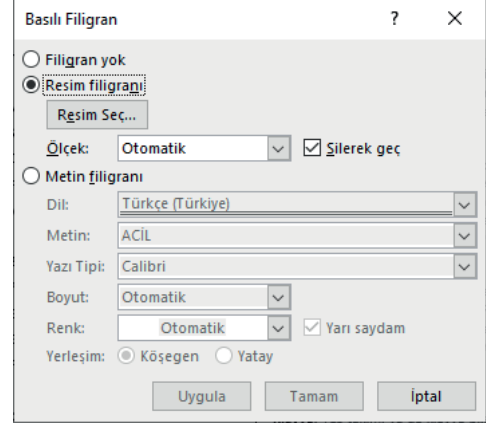 Basılı Filigran ? ×
Filigran yok
Resim filigranı
Resim Seç...
Ölçek: Otomatik Silerek geç
Metin filigranı
Dil: Türkçe (Türkiye)
Metin: ACİL
Yazı Tipi: Calibri
Boyut: Otomatik
Renk: Otomatik Yarı saydam
Yerleşim: Köşegen Yatay
Uygula Tamam İptal